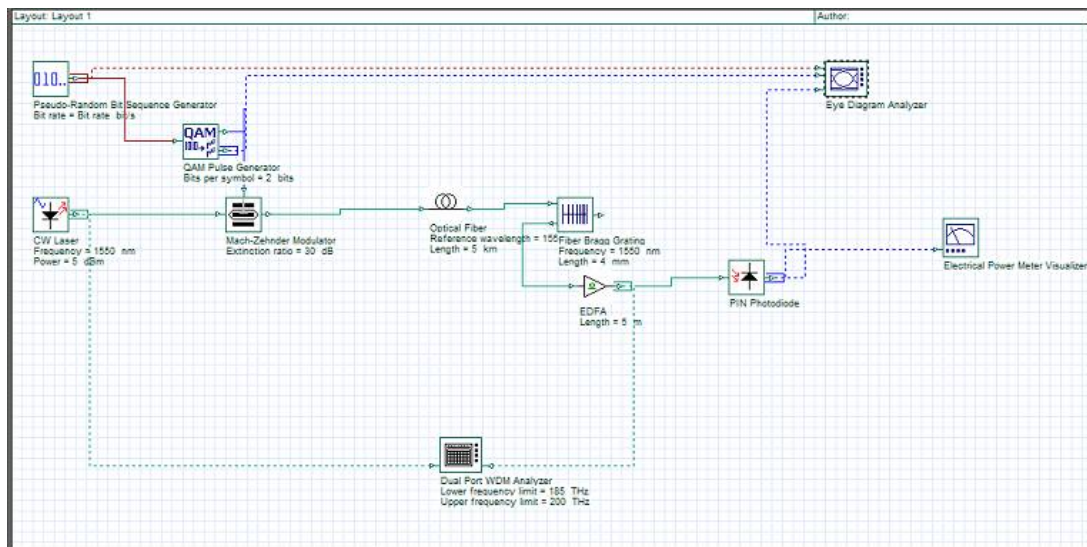 Layout: Layout 1
Author:
010..
Pseudo-Random Bit Sequence Generator
Bit rate = Bit rate bit/s
Eye Diagram Analyzer
QAM
QAM Pulse Generator
Bits per symbol = 2 bits
CW Laser
Frequency = 1550 nm
Power = 5 dBm
Mach-Zehnder Modulator
Extinction ratio = 30 dB
Optical Fiber
Reference wavelength = 155
Length = 5 km
Fiber Bragg Grating
Frequency = 1550 nm
Length = 4 mm
Electrical Power Meter Visualizer
PIN Photodiode
EDFA
Length = 5 m
Dual Port WDM Analyzer
Lower frequency limit = 185 THz
Upper frequency limit = 200 THz